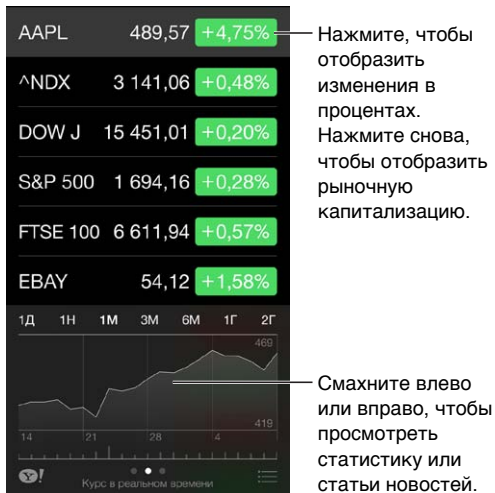 AAPL 489,57 +4,75%
^NDX 3 141,06 +0,48%
DOW J 15 451,01 +0,20%
S&P 500 1 694,16 +0,28%
FTSE 100 6 611,94 +0,57%
EBAY 54,12 +1,58%
1Д 1Н 1М 3М 6М 1Г 2Г
469
419
14 21 28 4
Y!
Курс в реальном времени
Нажмите, чтобы
отобразить
изменения в
процентах.
Нажмите снова,
чтобы отобразить
рыночную
капитализацию.
Смахните влево
или вправо, чтобы
просмотреть
статистику или
статьи новостей.